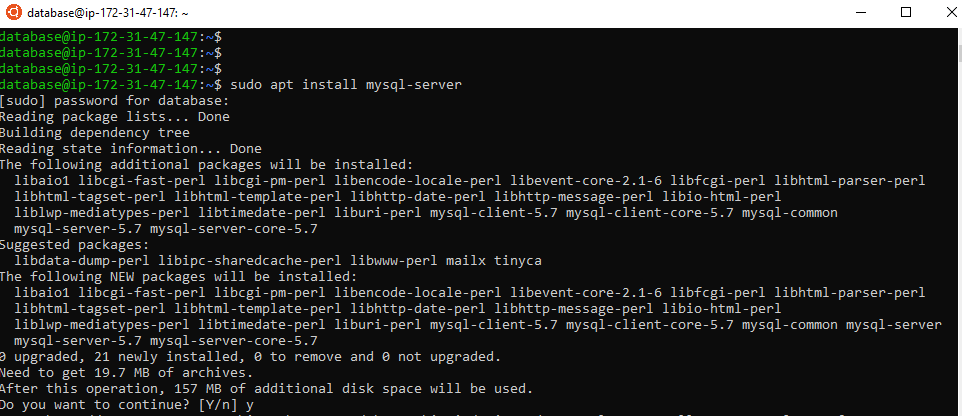 database@ip-172-31-47-147: ~
database@ip-172-31-47-147:~$
database@ip-172-31-47-147:~$
database@ip-172-31-47-147:~$
database@ip-172-31-47-147:~$ sudo apt install mysql-server
[sudo] password for database:
Reading package lists... Done
Building dependency tree
Reading state information... Done
The following additional packages will be installed:
  libaio1 libcgi-fast-perl libcgi-pm-perl libencode-locale-perl libevent-core-2.1-6 libfcgi-perl libhtml-parser-perl
  libhtml-tagset-perl libhtml-template-perl libhttp-date-perl libhttp-message-perl libio-html-perl
  liblwp-mediatypes-perl libtimedate-perl liburi-perl mysql-client-5.7 mysql-client-core-5.7 mysql-common
  mysql-server-5.7 mysql-server-core-5.7
Suggested packages:
  libdata-dump-perl libipc-sharedcache-perl libwww-perl mailx tinyca
The following NEW packages will be installed:
  libaio1 libcgi-fast-perl libcgi-pm-perl libencode-locale-perl libevent-core-2.1-6 libfcgi-perl libhtml-parser-perl
  libhtml-tagset-perl libhtml-template-perl libhttp-date-perl libhttp-message-perl libio-html-perl
  liblwp-mediatypes-perl libtimedate-perl liburi-perl mysql-client-5.7 mysql-client-core-5.7 mysql-common mysql-server
  mysql-server-5.7 mysql-server-core-5.7
0 upgraded, 21 newly installed, 0 to remove and 0 not upgraded.
Need to get 19.7 MB of archives.
After this operation, 157 MB of additional disk space will be used.
Do you want to continue? [Y/n] y